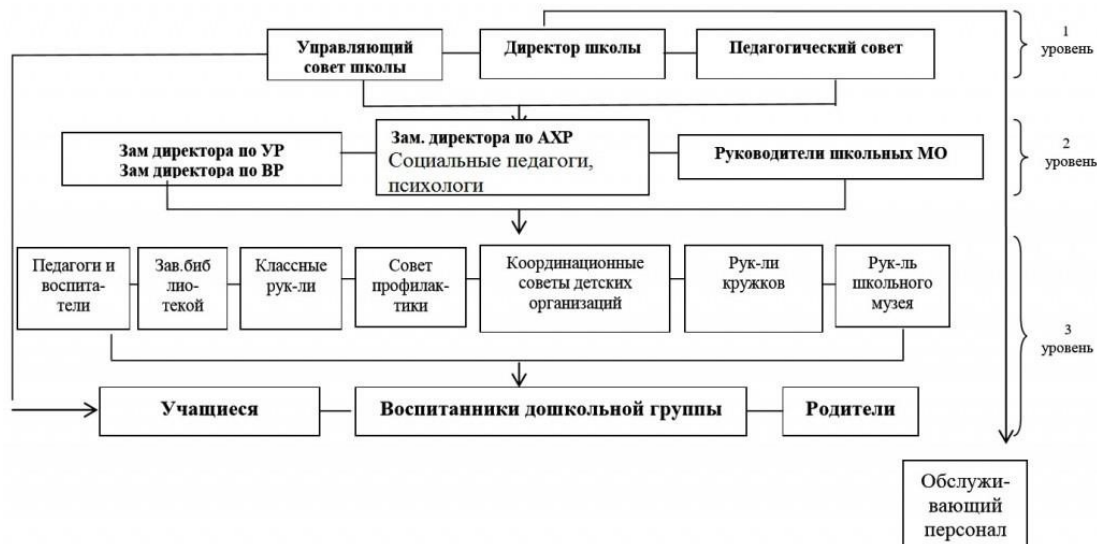 Управляющий
совет школы
Директор школы
Педагогический совет
1
уровень
Зам директора по УР
Зам директора по ВР
Зам. директора по АХР
Социальные педагоги,
психологи
Руководители школьных МО
2
уровень
Педагоги и
воспита-
тели
Зав.биб
лио-
текой
Классные
рук-ли
Совет
профилак-
тики
Координационные
советы детских
организаций
Рук-ли
кружков
Рук-ль
школьного
музея
3
уровень
Учащиеся
Воспитанники дошкольной группы
Родители
Обслужи-
вающий
персонал